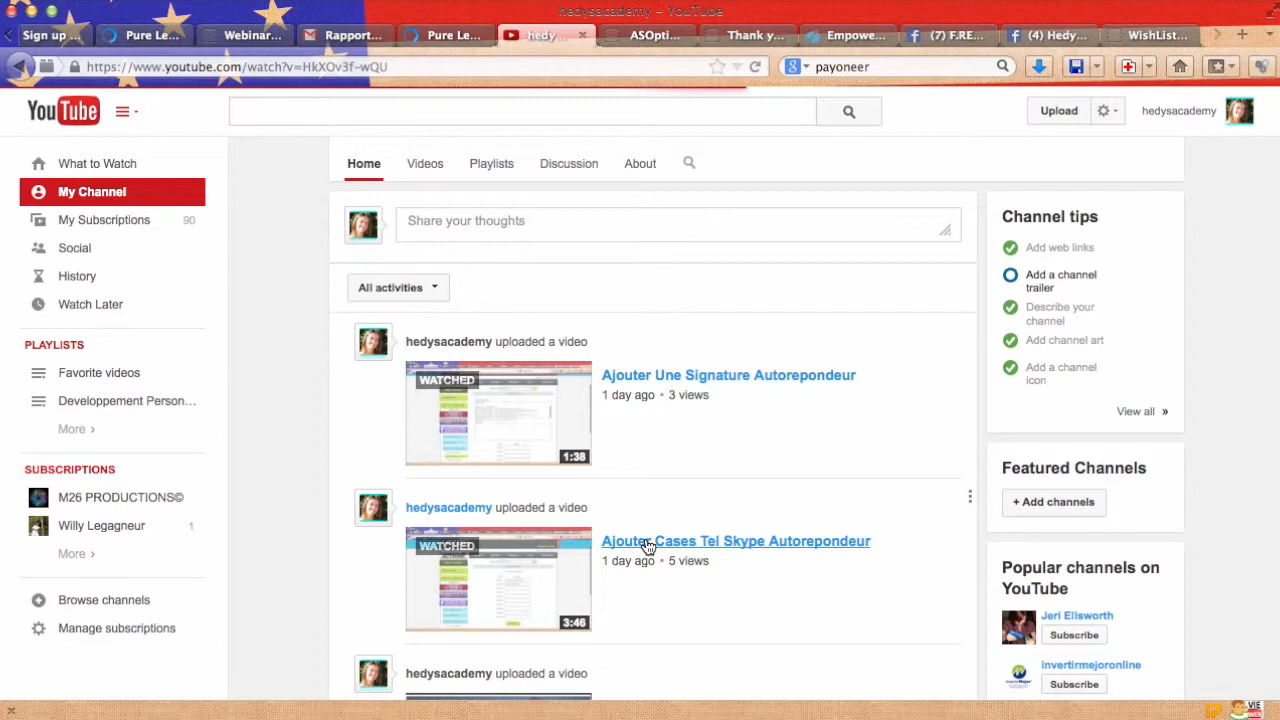 hedysacademy – YouTube
Sign up ...
Pure Le...
Webinar...
Rapport...
Pure Le...
hedy...
ASOpti...
Thank y...
Empowe...
(7) F.RE...
(4) Hedy...
WishList...
https://www.youtube.com/watch?v=HkXOv3f-wQU
payoneer
YouTube
Upload
hedysacademy
What to Watch
My Channel
My Subscriptions 90
Social
History
Watch Later
PLAYLISTS
Favorite videos
Developpement Person...
More ›
SUBSCRIPTIONS
M26 PRODUCTIONS©
Willy Legagneur 1
More ›
Browse channels
Manage subscriptions
Home Videos Playlists Discussion About
Share your thoughts
All activities
hedysacademy uploaded a video
WATCHED
1:38
Ajouter Une Signature Autorepondeur
1 day ago • 3 views
hedysacademy uploaded a video
WATCHED
3:46
Ajouter Cases Tel Skype Autorepondeur
1 day ago • 5 views
hedysacademy uploaded a video
Channel tips
Add web links
Add a channel
trailer
Describe your
channel
Add channel art
Add a channel
icon
View all »
Featured Channels
+ Add channels
Popular channels on
YouTube
Jeri Ellsworth
Subscribe
invertirmejoronline
Subscribe
VIE